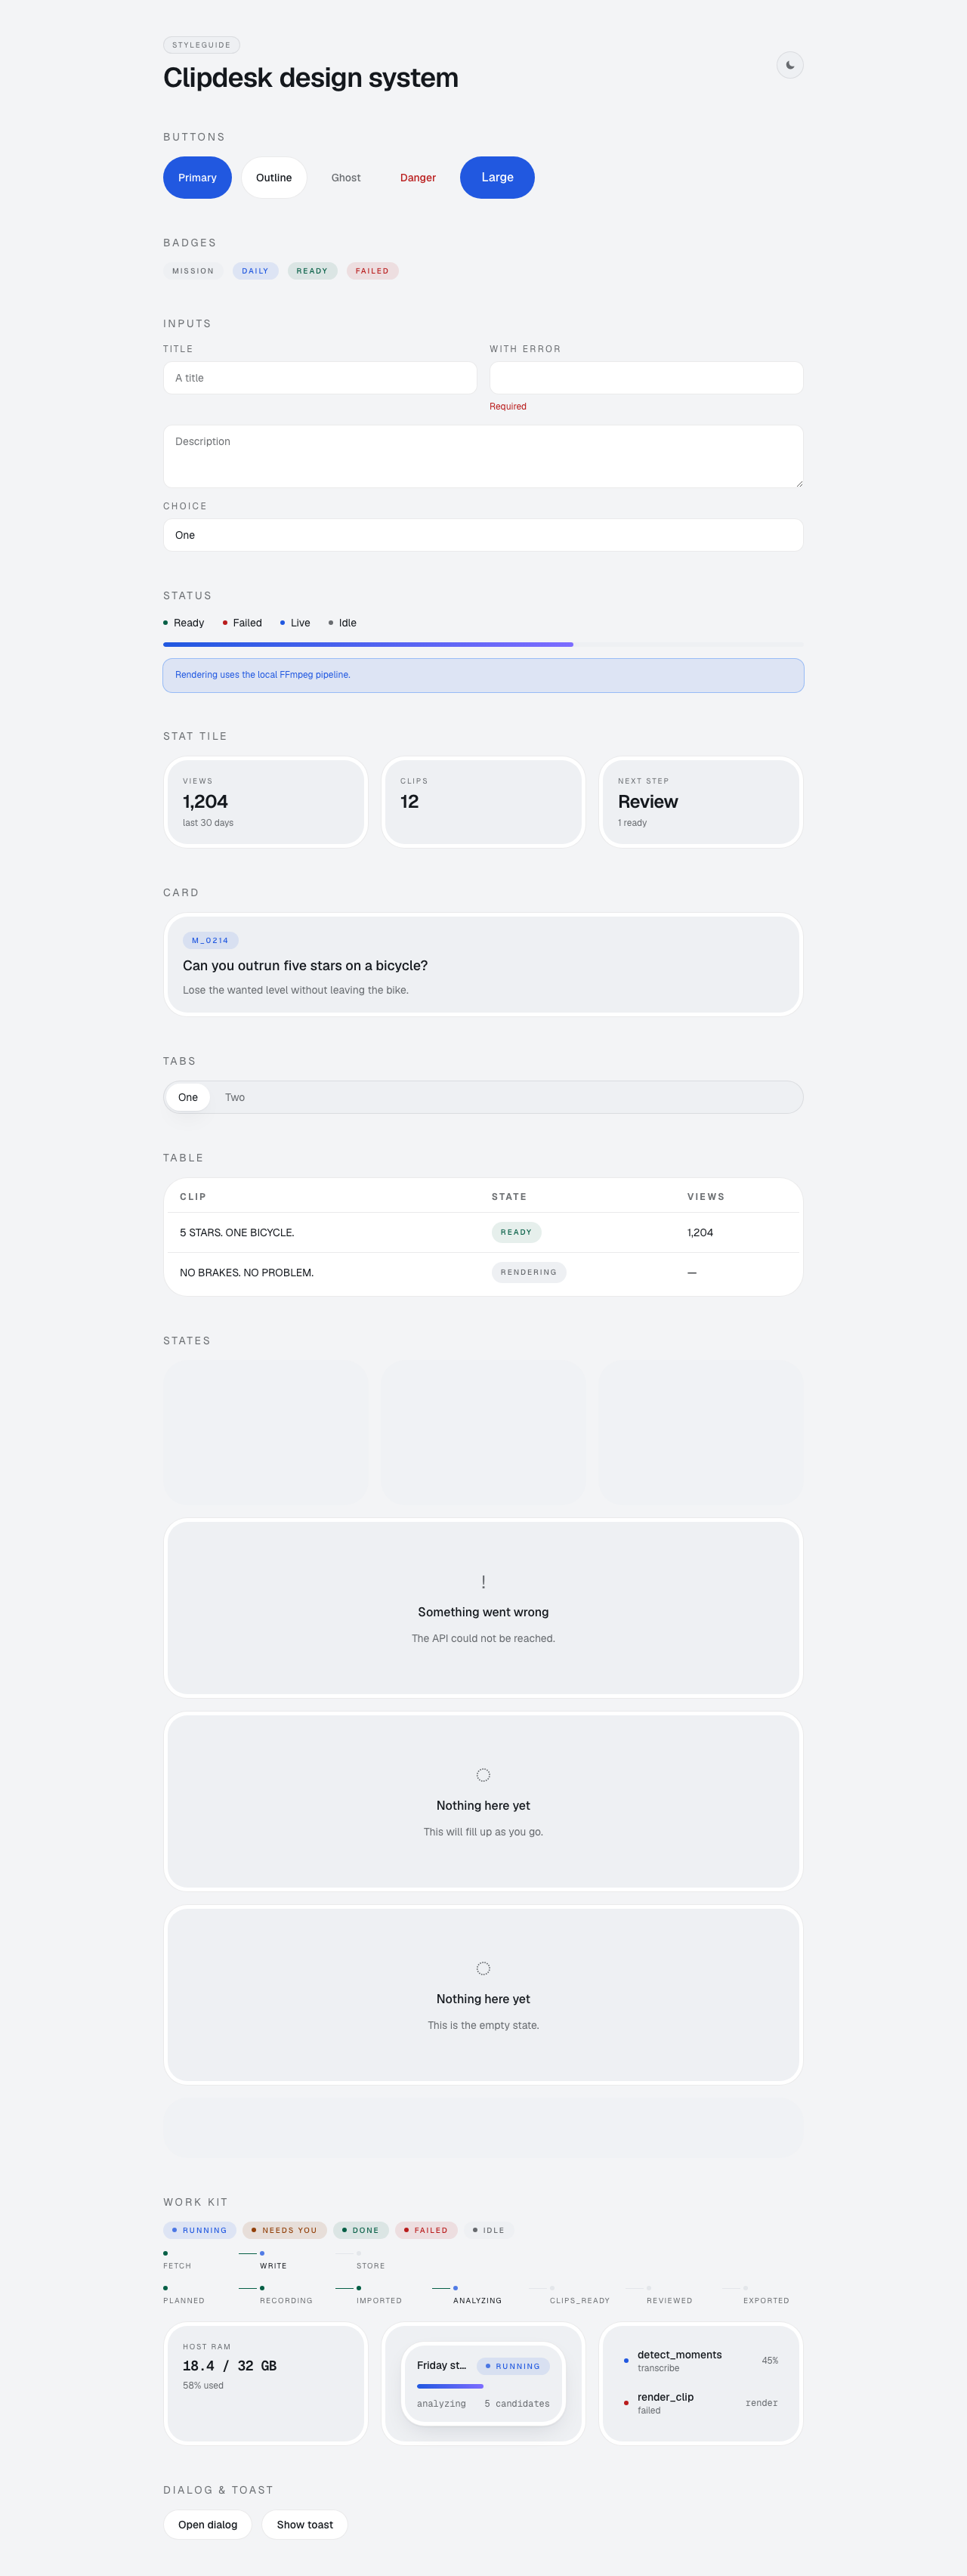 STYLEGUIDE
Clipdesk design system
BUTTONS
Primary Outline Ghost Danger Large
BADGES
MISSION DAILY READY FAILED
INPUTS
TITLE WITH ERROR
A title
Required
Description
CHOICE
One
STATUS
Ready Failed Live Idle
Rendering uses the local FFmpeg pipeline.
STAT TILE
VIEWS CLIPS NEXT STEP
1,204 12 Review
last 30 days 1 ready
CARD
M_0214
Can you outrun five stars on a bicycle?
Lose the wanted level without leaving the bike.
TABS
One Two
TABLE
CLIP STATE VIEWS
5 STARS. ONE BICYCLE. READY 1,204
NO BRAKES. NO PROBLEM. RENDERING —
STATES
!
Something went wrong
The API could not be reached.
Nothing here yet
This will fill up as you go.
Nothing here yet
This is the empty state.
WORK KIT
RUNNING NEEDS YOU DONE FAILED IDLE
FETCH WRITE STORE
PLANNED RECORDING IMPORTED ANALYZING CLIPS_READY REVIEWED EXPORTED
HOST RAM
18.4 / 32 GB
58% used
Friday st… RUNNING
analyzing 5 candidates
detect_moments 45%
transcribe
render_clip render
failed
DIALOG & TOAST
Open dialog Show toast